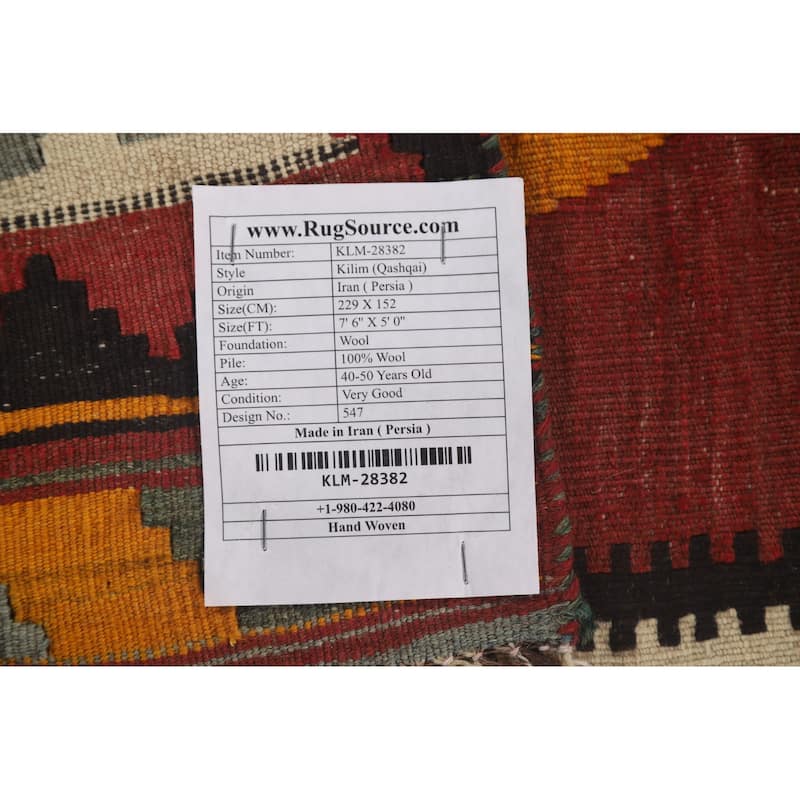 www.RugSource.com
Item Number: KLM-28382
Style Kilim (Qashqai)
Origin Iran ( Persia )
Size(CM): 229 X 152
Size(FT): 7' 6" X 5' 0"
Foundation: Wool
Pile: 100% Wool
Age: 40-50 Years Old
Condition: Very Good
Design No.: 547
Made in Iran ( Persia )
KLM-28382
+1-980-422-4080
Hand Woven